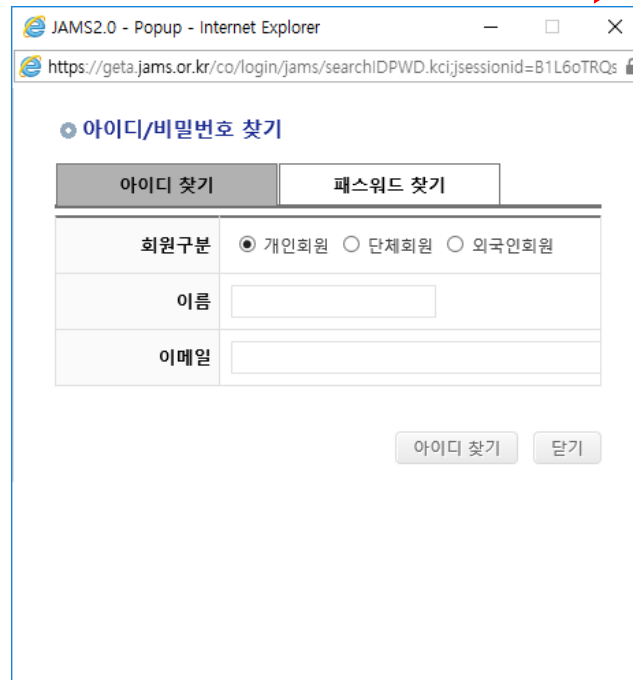 JAMS2.0 - Popup - Internet Explorer
https://geta.jams.or.kr/co/login/jams/searchIDPWD.kci;jsessionid=B1L6oTRQs
아이디/비밀번호 찾기
아이디 찾기 패스워드 찾기
회원구분 개인회원 단체회원 외국인회원
이름
이메일
아이디 찾기 닫기